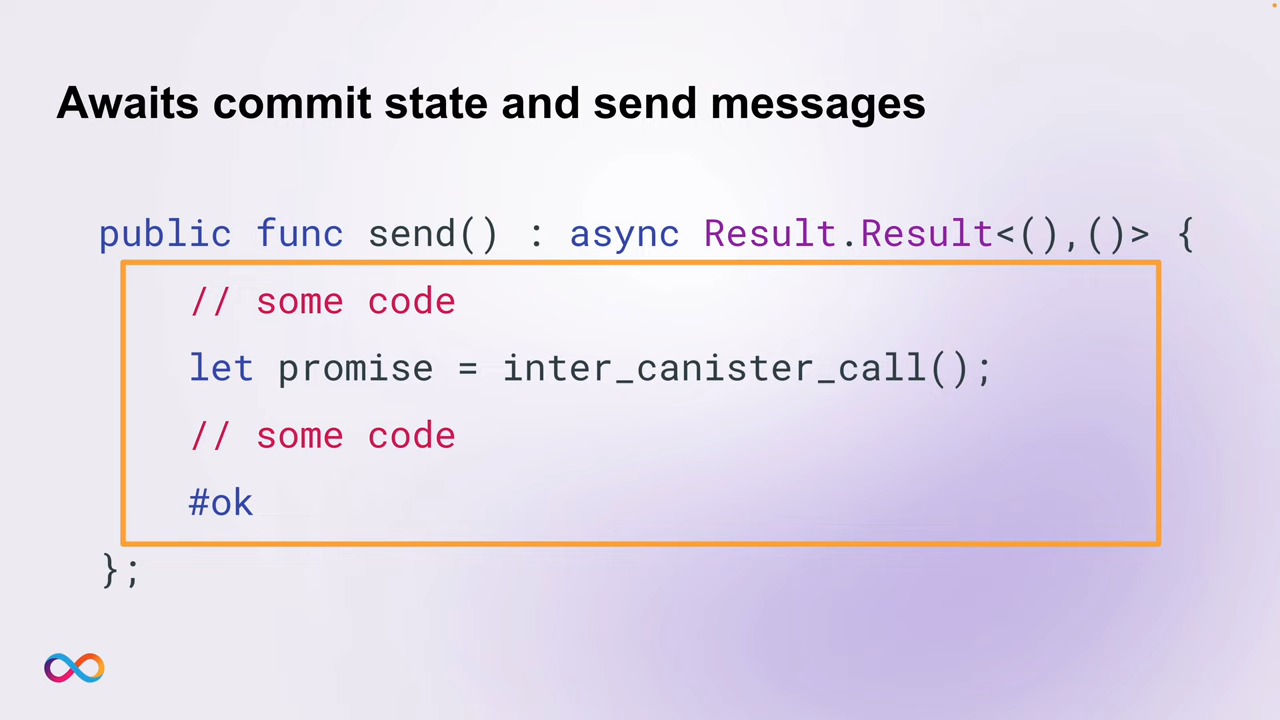 Awaits commit state and send messages
public func send() : async Result.Result<(),()> {
// some code
let promise = inter_canister_call();
// some code
#ok
};